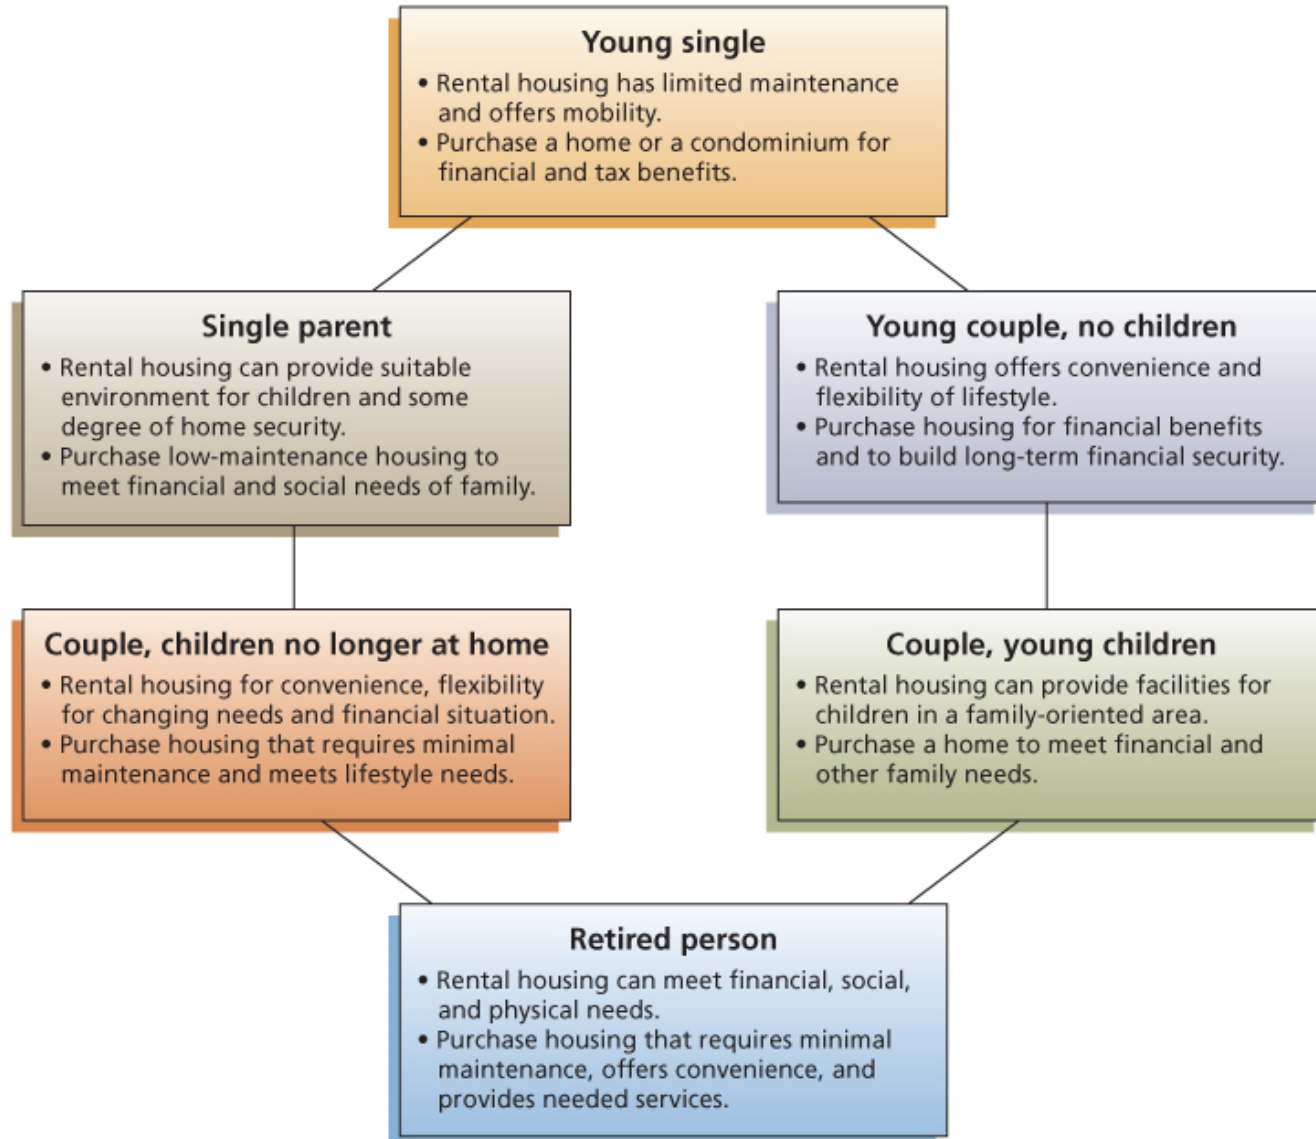 Young single
• Rental housing has limited maintenance
and offers mobility.
• Purchase a home or a condominium for
financial and tax benefits.
Single parent
• Rental housing can provide suitable
environment for children and some
degree of home security.
• Purchase low-maintenance housing to
meet financial and social needs of family.
Young couple, no children
• Rental housing offers convenience and
flexibility of lifestyle.
• Purchase housing for financial benefits
and to build long-term financial security.
Couple, children no longer at home
• Rental housing for convenience, flexibility
for changing needs and financial situation.
• Purchase housing that requires minimal
maintenance and meets lifestyle needs.
Couple, young children
• Rental housing can provide facilities for
children in a family-oriented area.
• Purchase a home to meet financial and
other family needs.
Retired person
• Rental housing can meet financial, social,
and physical needs.
• Purchase housing that requires minimal
maintenance, offers convenience, and
provides needed services.